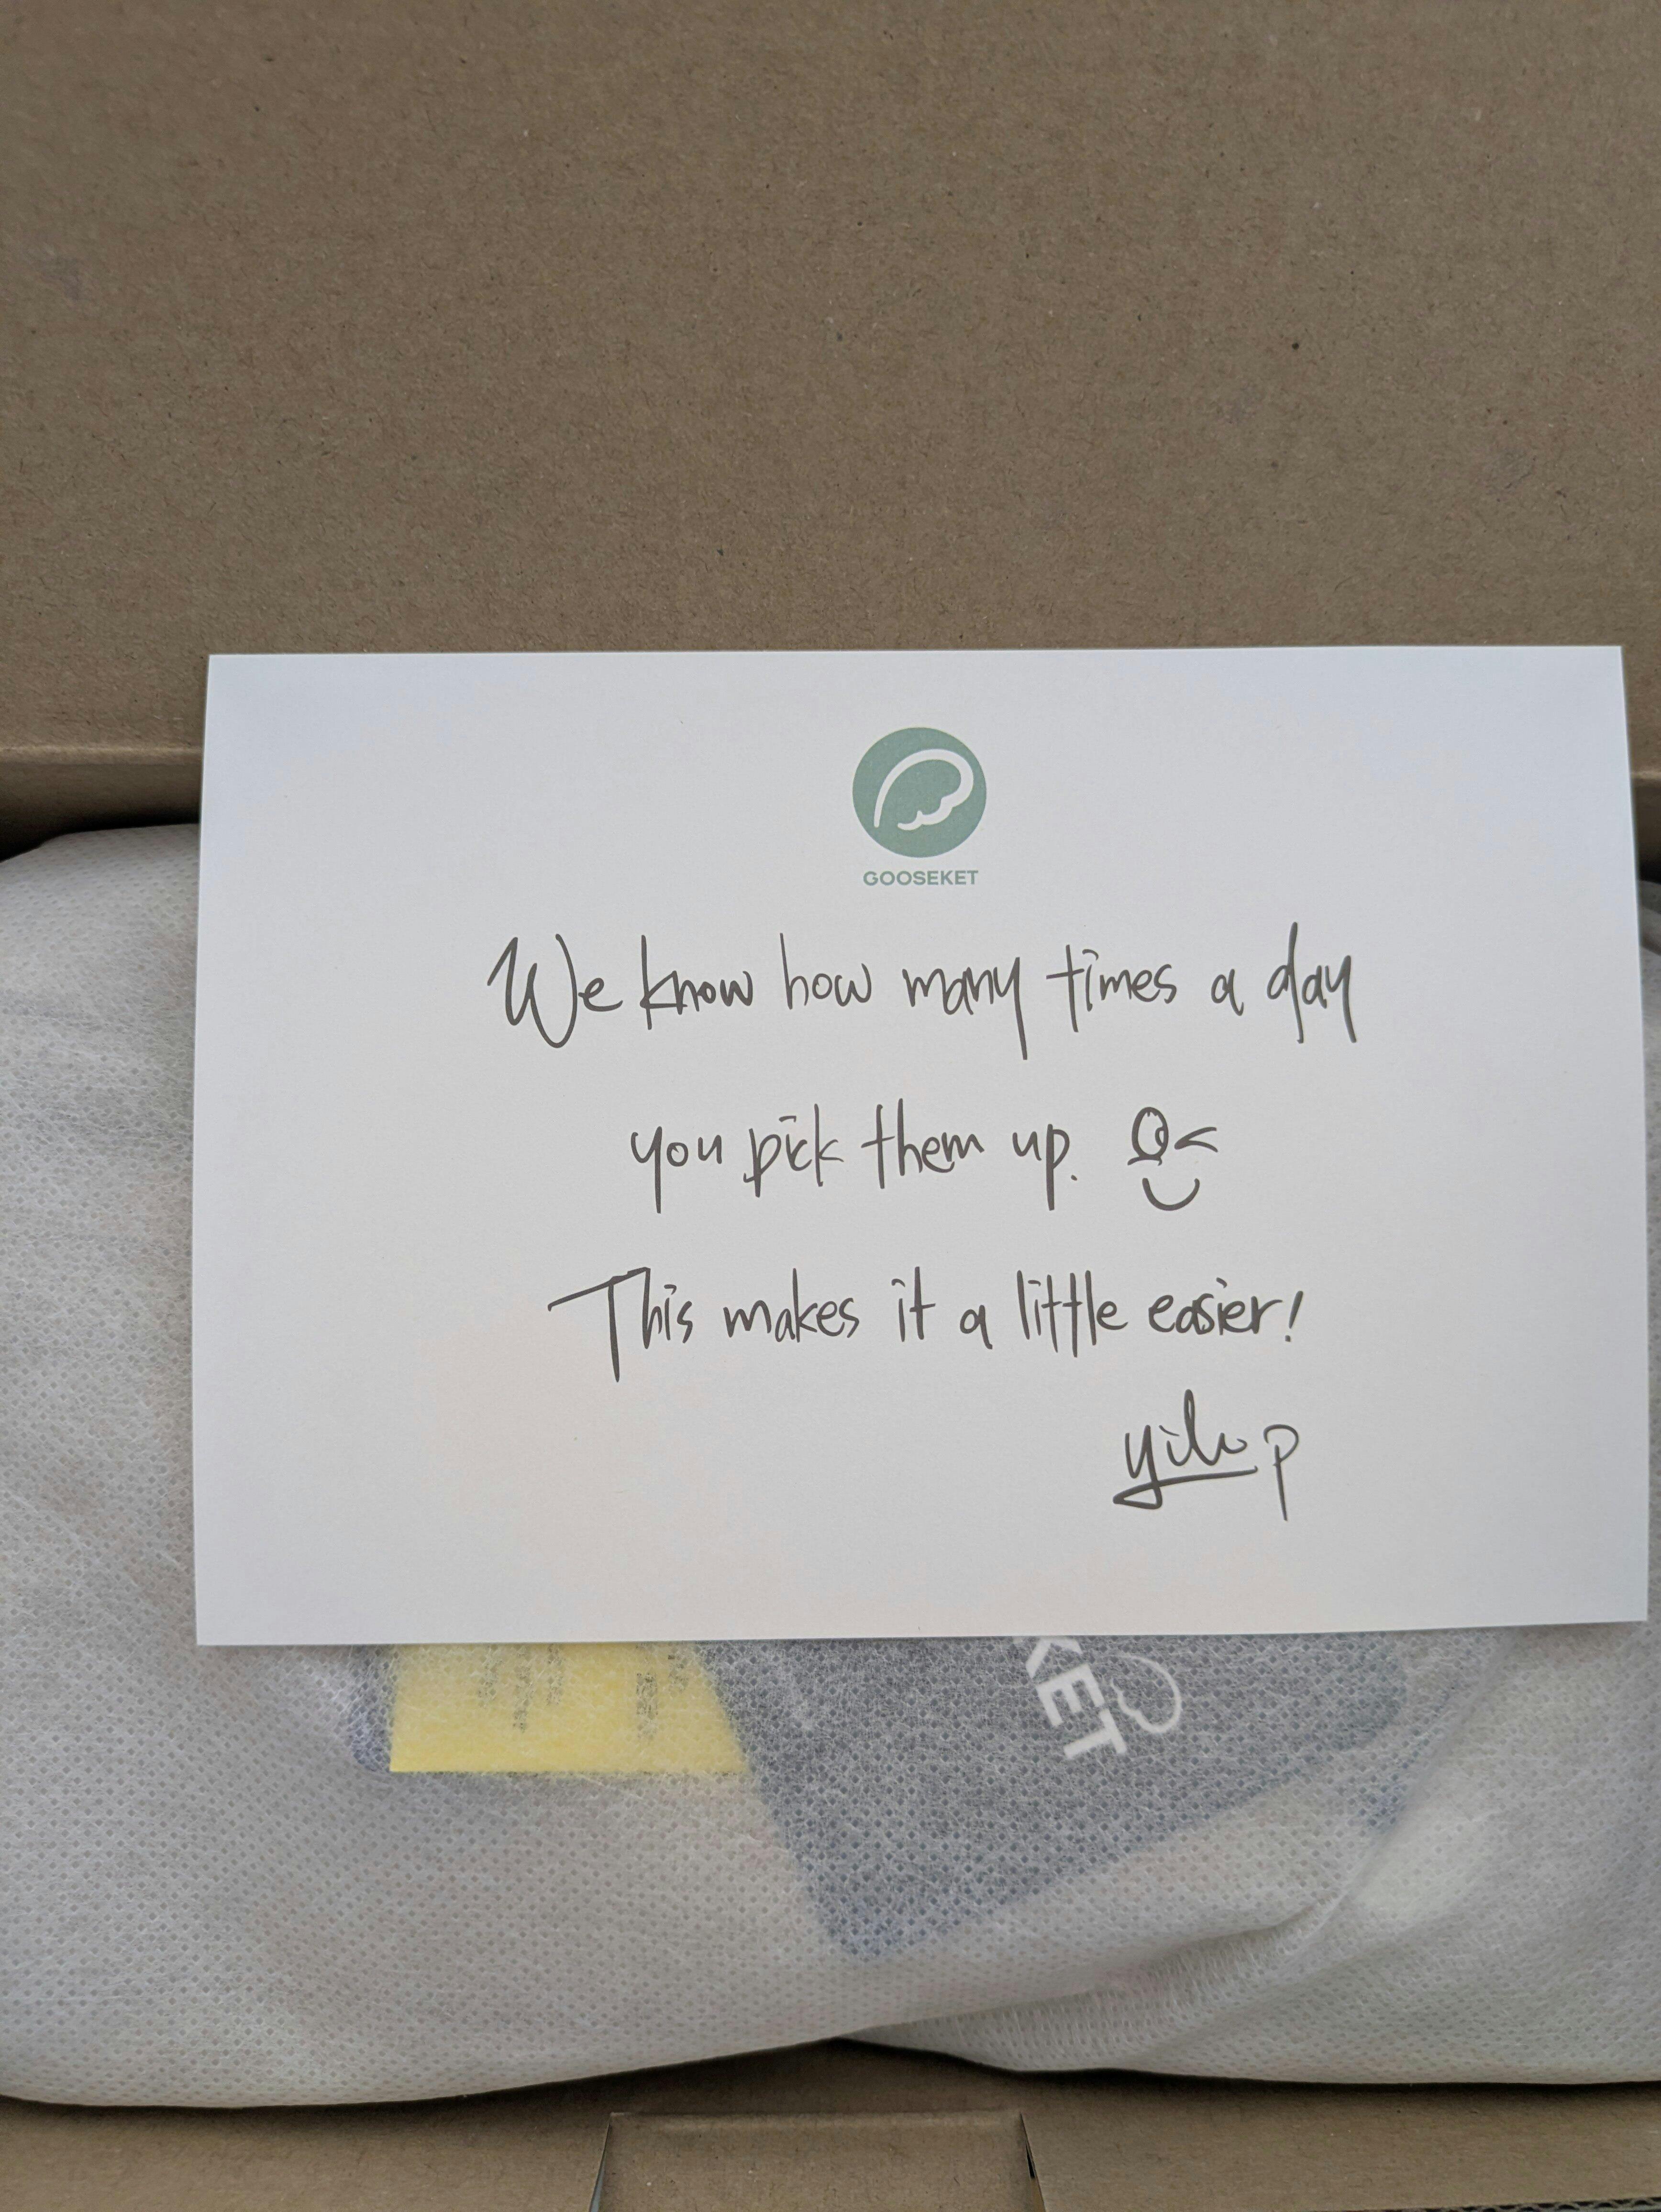 GOOSEKET
We know how many times a day
you pick them up.
This makes it a little easier!
KET